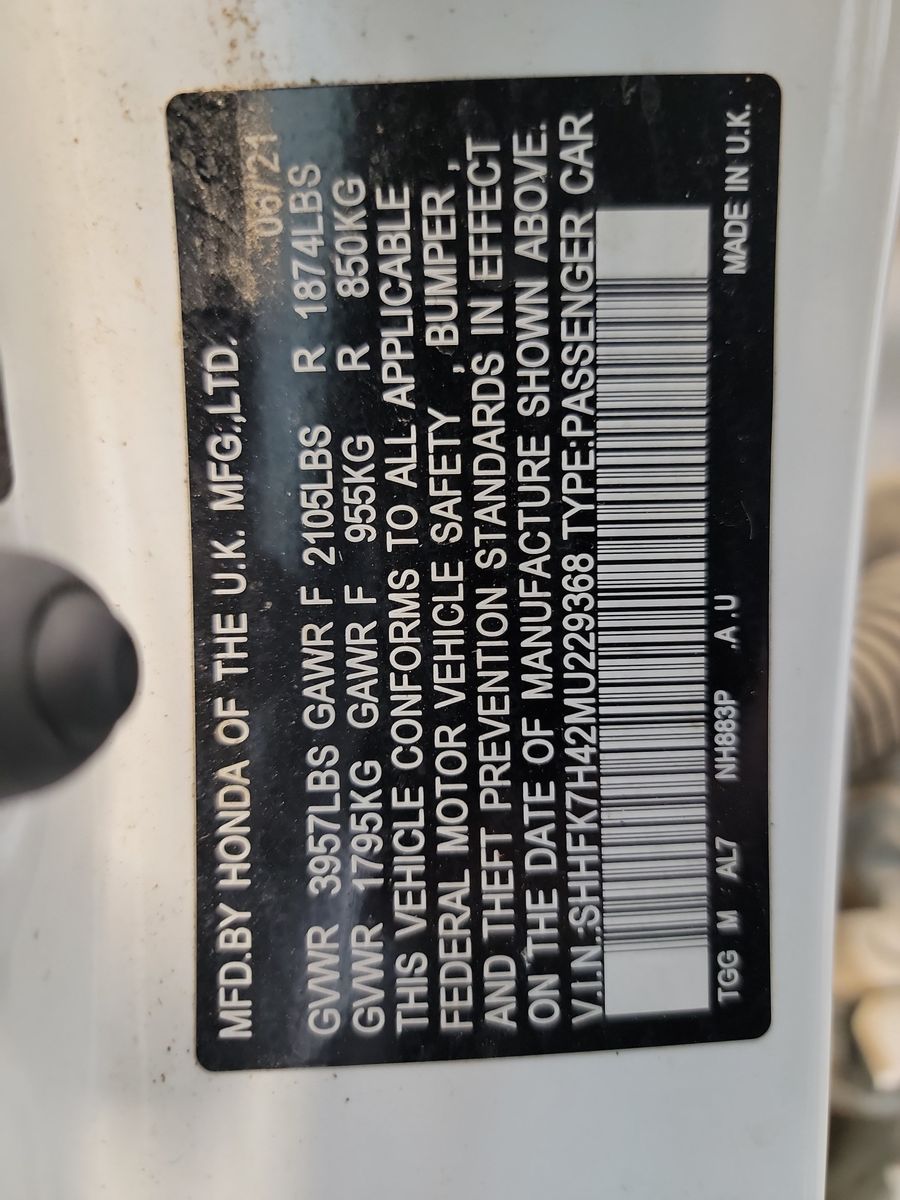 MFD.BY HONDA OF THE U.K. MFG.,LTD. 06/21
GVWR 3957LBS GAWR F 2105LBS R 1874LBS
GVWR 1795KG GAWR F 955KG R 850KG
THIS VEHICLE CONFORMS TO ALL APPLICABLE
FEDERAL MOTOR VEHICLE SAFETY , BUMPER ,
AND THEFT PREVENTION STANDARDS IN EFFECT
ON THE DATE OF MANUFACTURE SHOWN ABOVE.
V.I.N.:SHHFK7H42MU229368 TYPE:PASSENGER CAR
TGG M AL7 NH883P .A U MADE IN U.K.